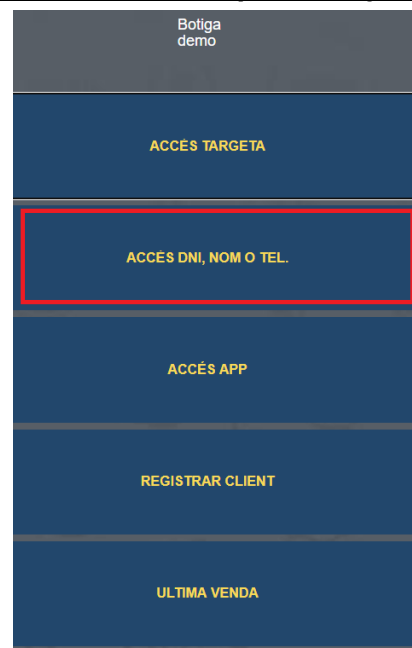 Botiga
demo
ACCÉS TARGETA
ACCÉS DNI, NOM O TEL.
ACCÉS APP
REGISTRAR CLIENT
ULTIMA VENDA